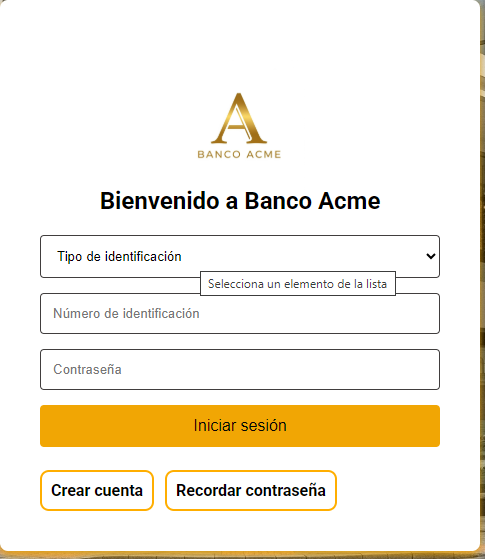 A
BANCO ACME
Bienvenido a Banco Acme
Tipo de identificación
Selecciona un elemento de la lista
Número de identificación
Contraseña
Iniciar sesión
Crear cuenta Recordar contraseña